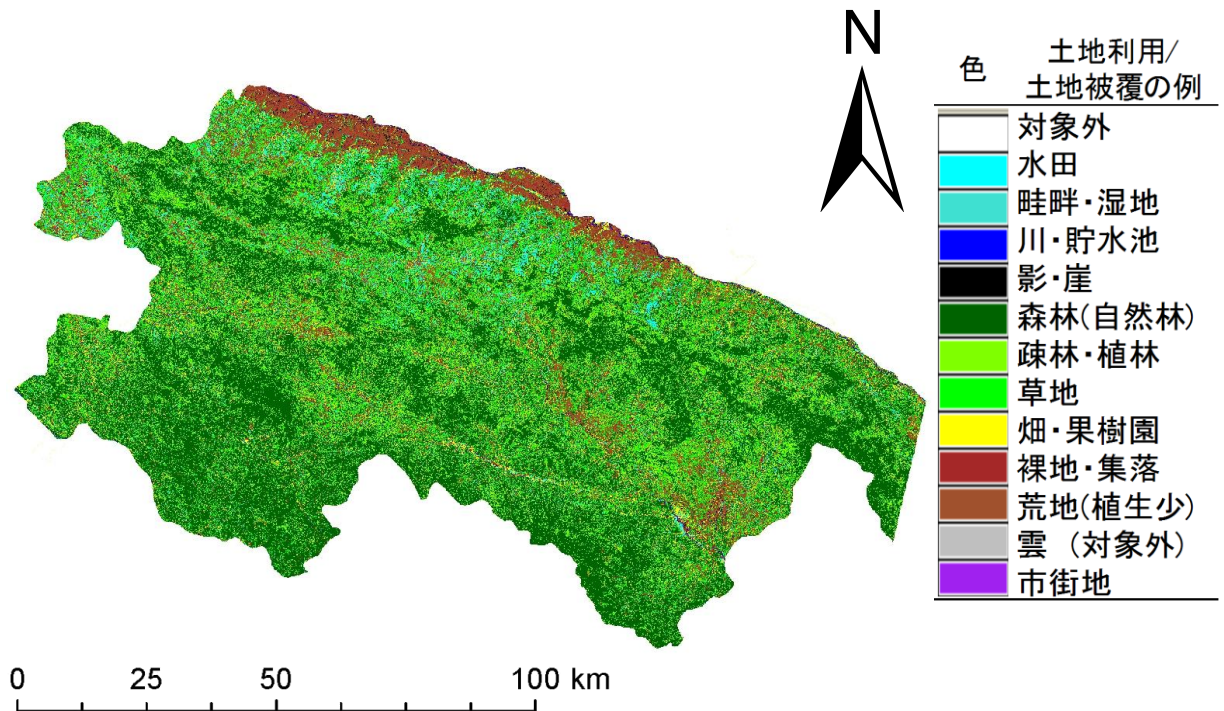 N
色
土地利用/
土地被覆の例
対象外
水田
畦畔・湿地
川・貯水池
影・崖
森林(自然林)
疎林・植林
草地
畑・果樹園
裸地・集落
荒地(植生少)
雲 (対象外)
市街地
0 25 50 100 km